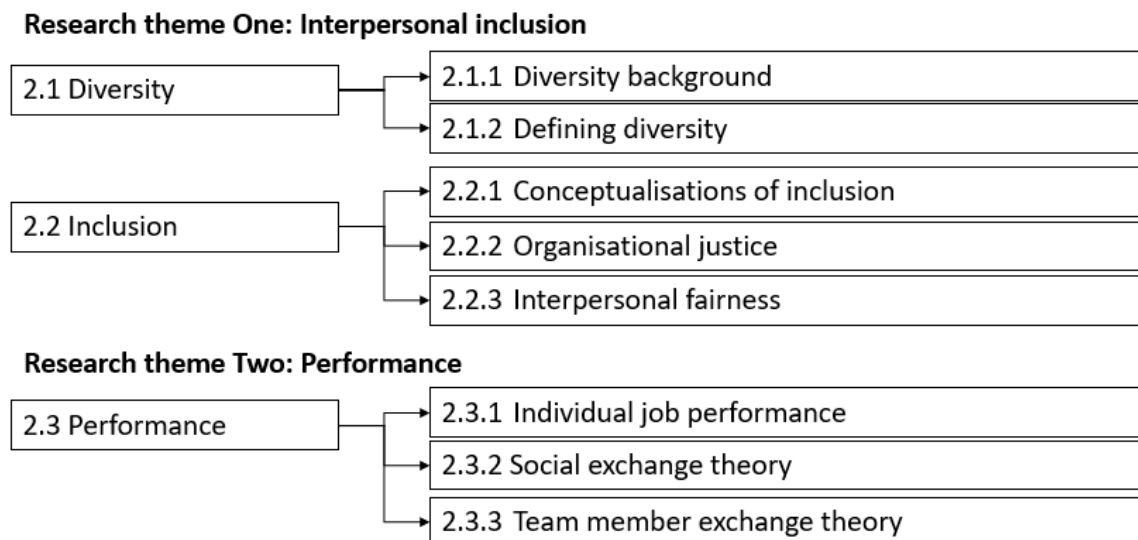 Research theme One: Interpersonal inclusion
2.1 Diversity
2.1.1 Diversity background
2.1.2 Defining diversity
2.2 Inclusion
2.2.1 Conceptualisations of inclusion
2.2.2 Organisational justice
2.2.3 Interpersonal fairness
Research theme Two: Performance
2.3 Performance
2.3.1 Individual job performance
2.3.2 Social exchange theory
2.3.3 Team member exchange theory